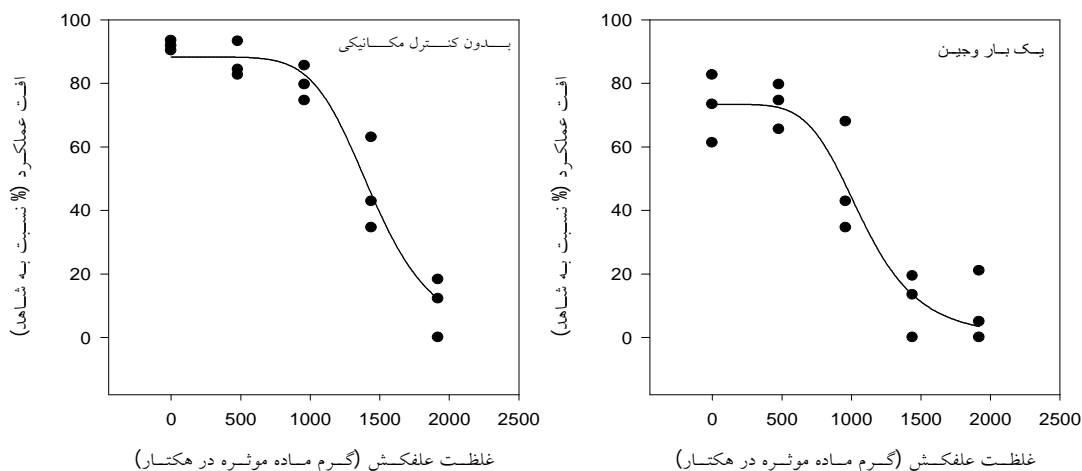 بدون کنترل مکانیکی
افت عملکرد (% نسبت به شاهد)
100
80
60
40
20
0
0 500 1000 1500 2000 2500
غلظت علفکش (گرم ماده موثره در هکتار)
یک بار وجین
افت عملکرد (% نسبت به شاهد)
100
80
60
40
20
0
0 500 1000 1500 2000 2500
غلظت علفکش (گرم ماده موثره در هکتار)